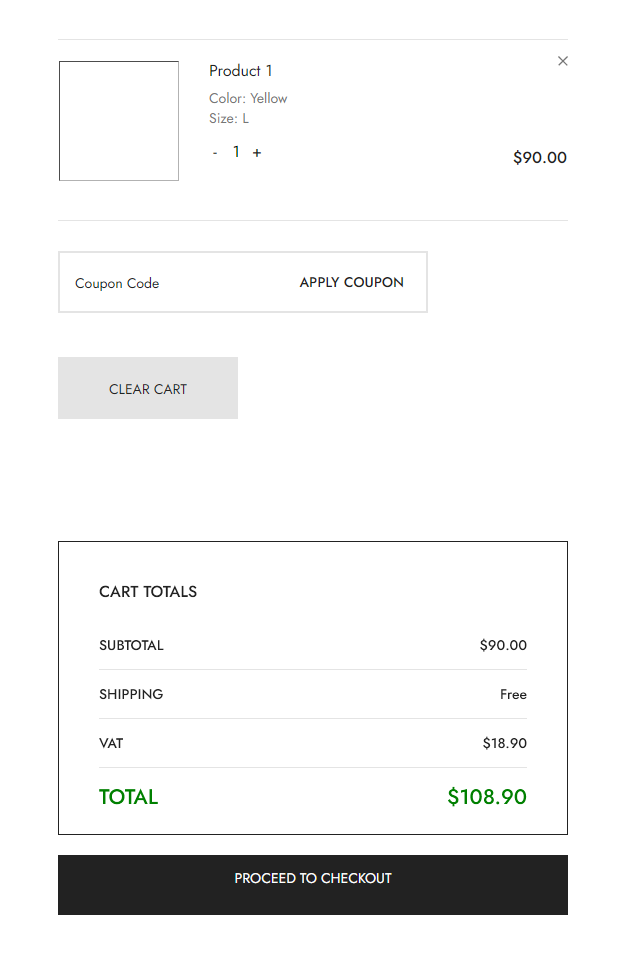 ×
Product 1
Color: Yellow
Size: L
- 1 +
$90.00
Coupon Code APPLY COUPON
CLEAR CART
CART TOTALS
SUBTOTAL $90.00
SHIPPING Free
VAT $18.90
TOTAL $108.90
PROCEED TO CHECKOUT